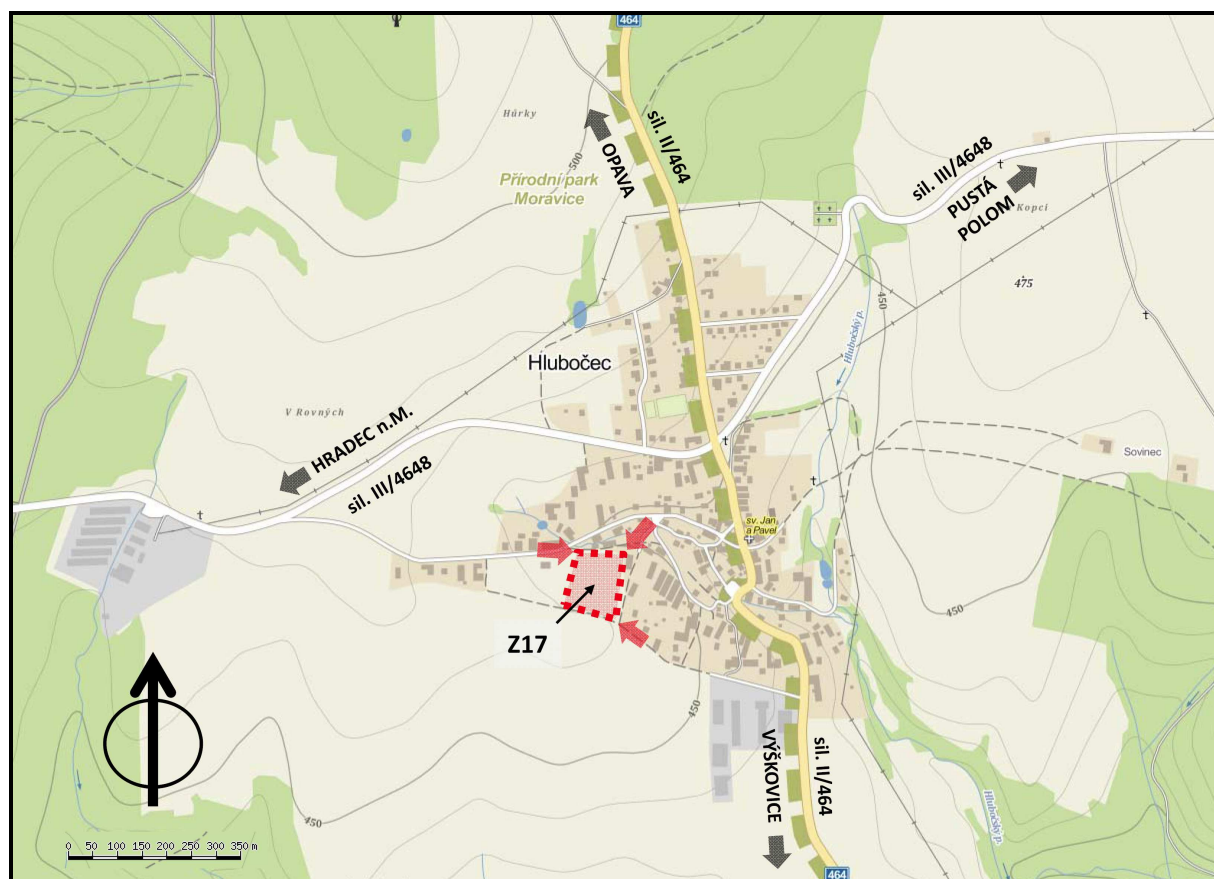 464
Hůrky
sil. II/464
OPAVA
500
Přírodní park
Moravice
sil. III/4648
PUSTÁ
POLOM
Kopci
475
450
Hlubočský p.
Hlubočec
V Rovných
HRADEC n.M.
sil. III/4648
Sovinec
sv. Jan
a Pavel
450
Z17
450
VÝŠKOVICE
sil. II/464
Hlubočský p.
450
0 50 100 150 200 250 300 350 m
464